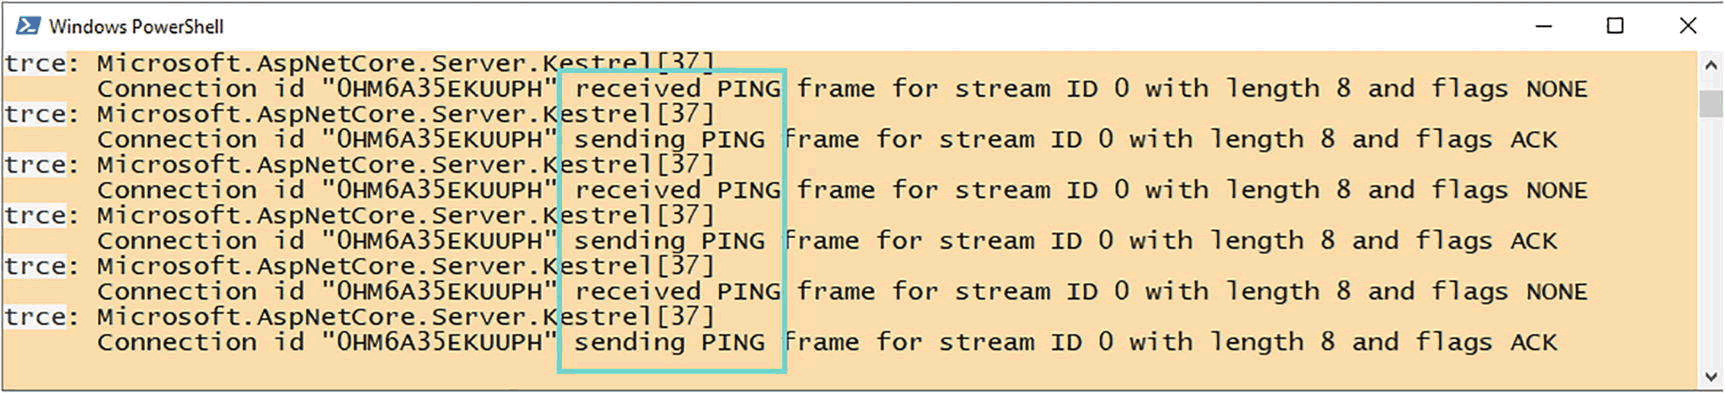 Windows PowerShell
trce: Microsoft.AspNetCore.Server.Kestrel[37]
Connection id "0HM6A35EKUUPH" received PING frame for stream ID 0 with length 8 and flags NONE
trce: Microsoft.AspNetCore.Server.Kestrel[37]
Connection id "0HM6A35EKUUPH" sending PING frame for stream ID 0 with length 8 and flags ACK
trce: Microsoft.AspNetCore.Server.Kestrel[37]
Connection id "0HM6A35EKUUPH" received PING frame for stream ID 0 with length 8 and flags NONE
trce: Microsoft.AspNetCore.Server.Kestrel[37]
Connection id "0HM6A35EKUUPH" sending PING frame for stream ID 0 with length 8 and flags ACK
trce: Microsoft.AspNetCore.Server.Kestrel[37]
Connection id "0HM6A35EKUUPH" received PING frame for stream ID 0 with length 8 and flags NONE
trce: Microsoft.AspNetCore.Server.Kestrel[37]
Connection id "0HM6A35EKUUPH" sending PING frame for stream ID 0 with length 8 and flags ACK